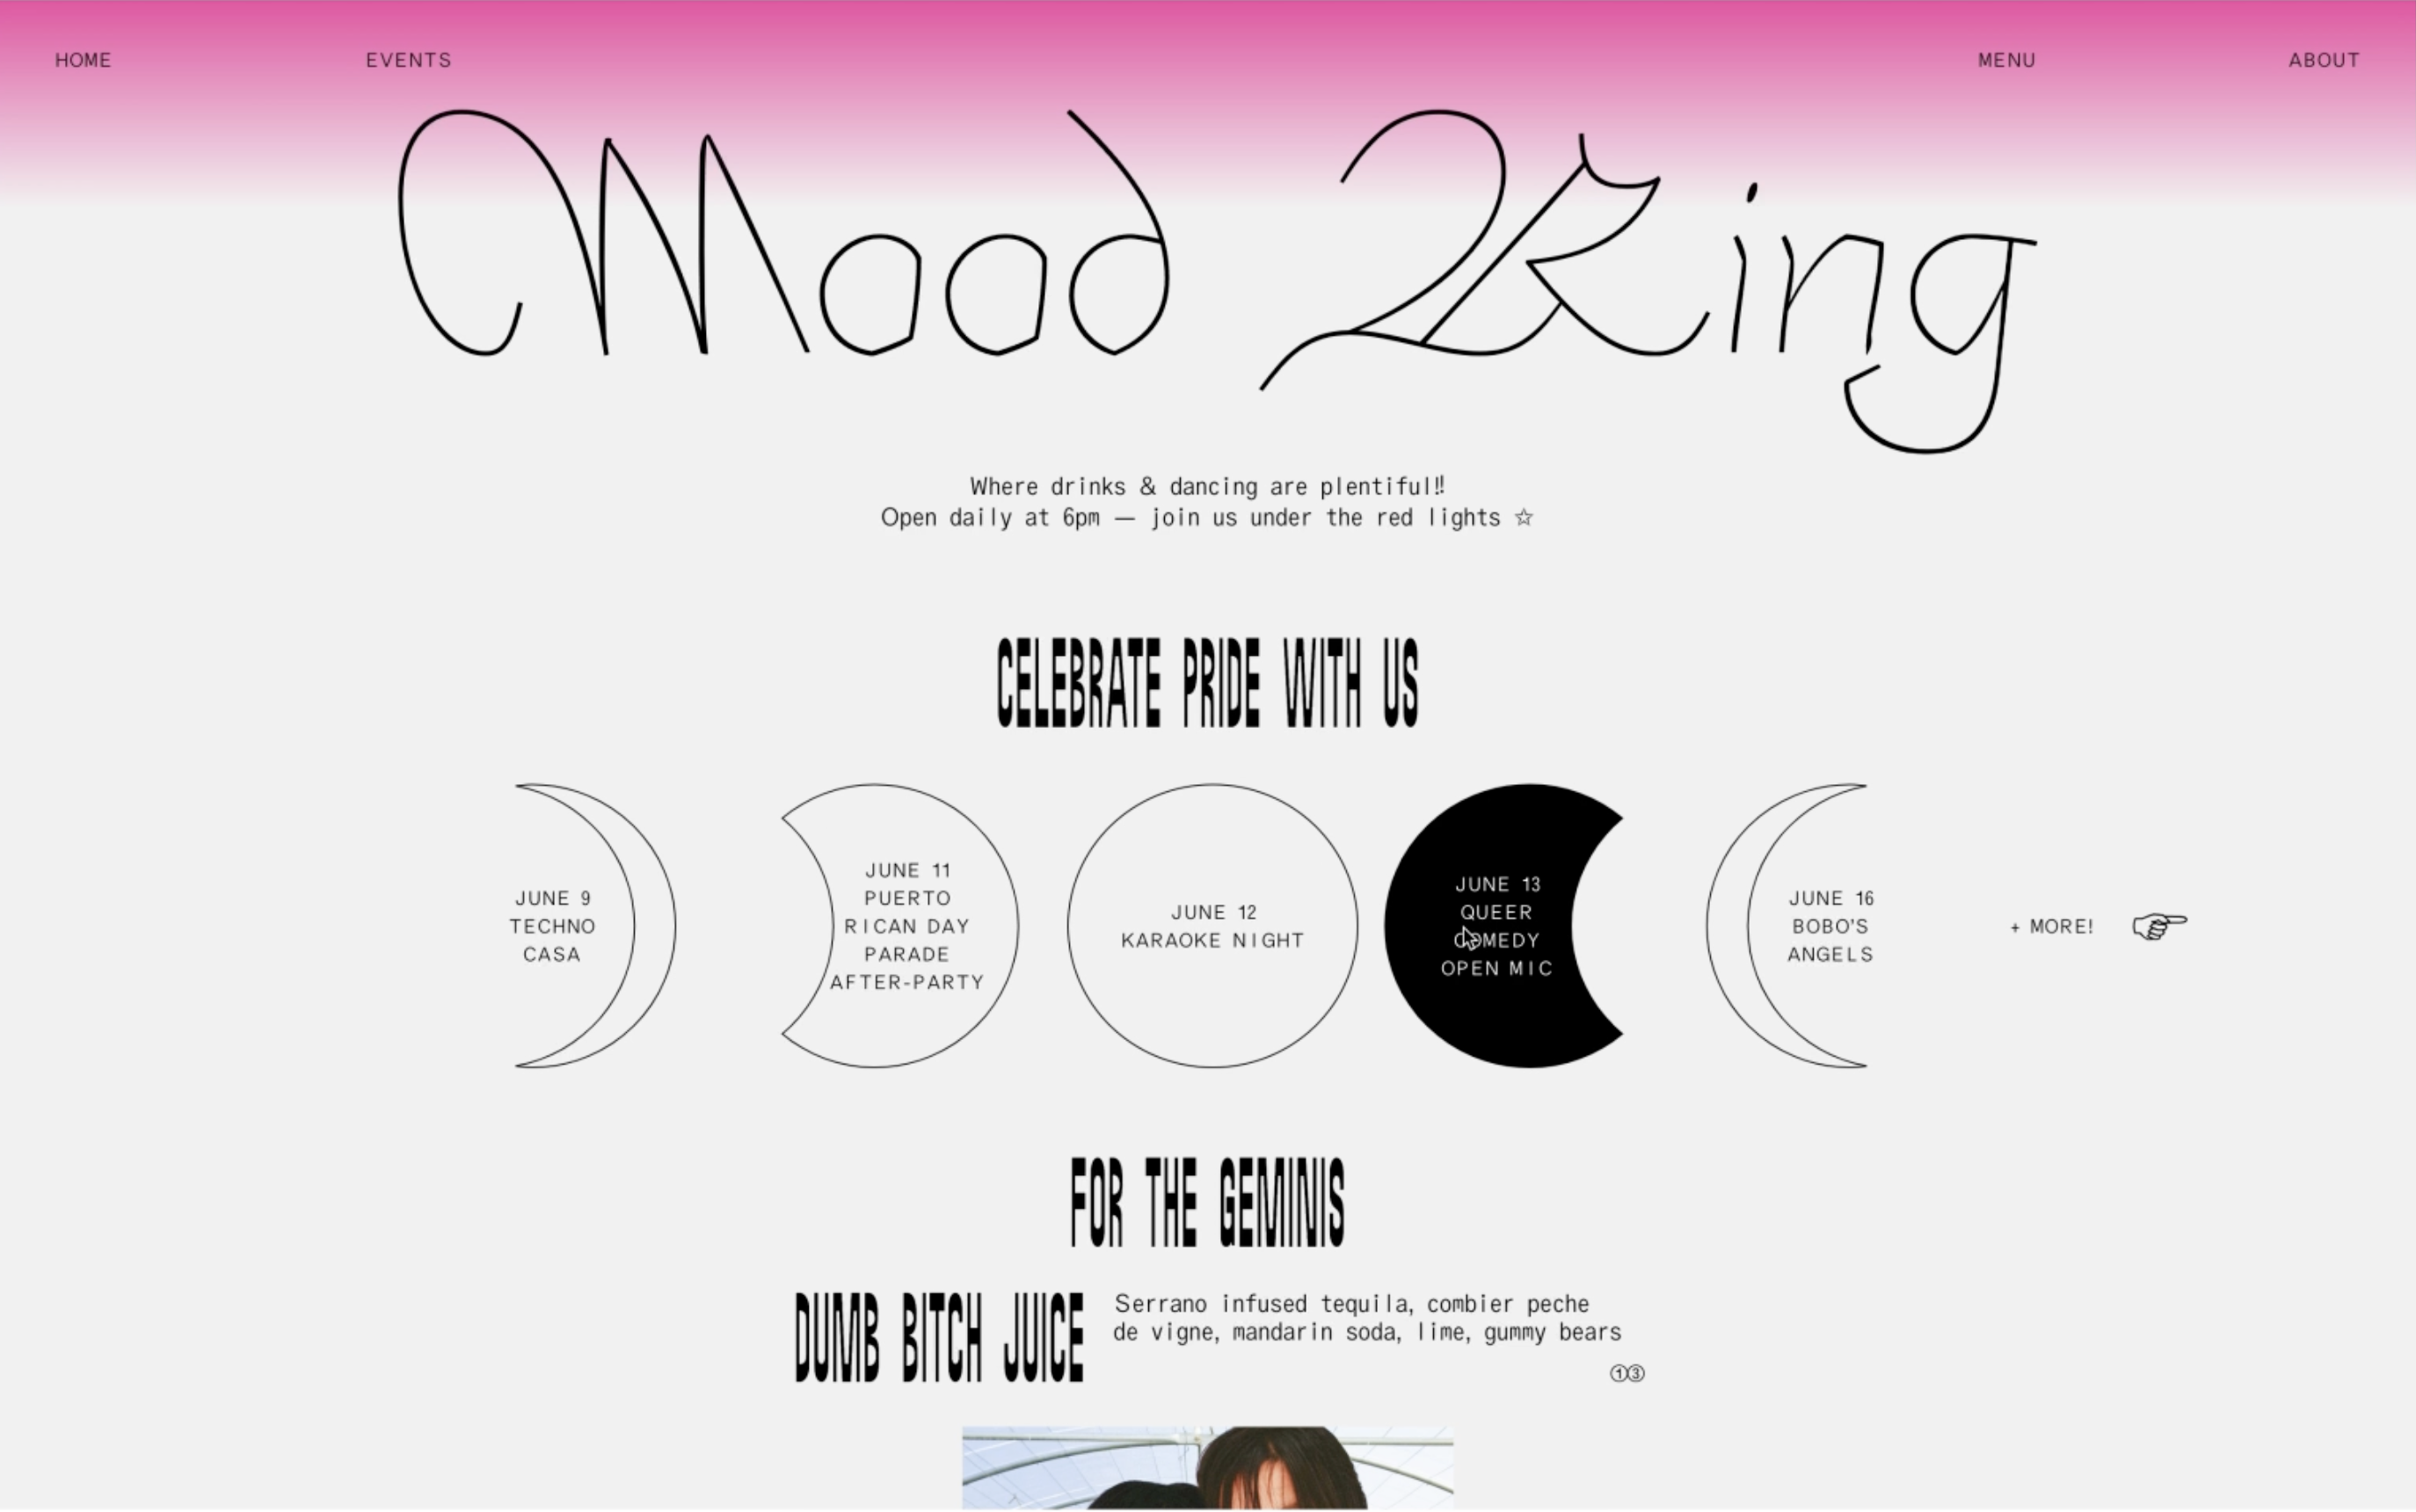 HOME
EVENTS
MENU
ABOUT
Mood Ring
Where drinks & dancing are plentiful!!
Open daily at 6pm — join us under the red lights ☆
CELEBRATE PRIDE WITH US
JUNE 9
TECHNO
CASA
JUNE 11
PUERTO
RICAN DAY
PARADE
AFTER-PARTY
JUNE 12
KARAOKE NIGHT
JUNE 13
QUEER
COMEDY
OPEN MIC
JUNE 16
BOBO'S
ANGELS
+ MORE!
FOR THE GEMINIS
DUMB BITCH JUICE
Serrano infused tequila, combier peche
de vigne, mandarin soda, lime, gummy bears
①③